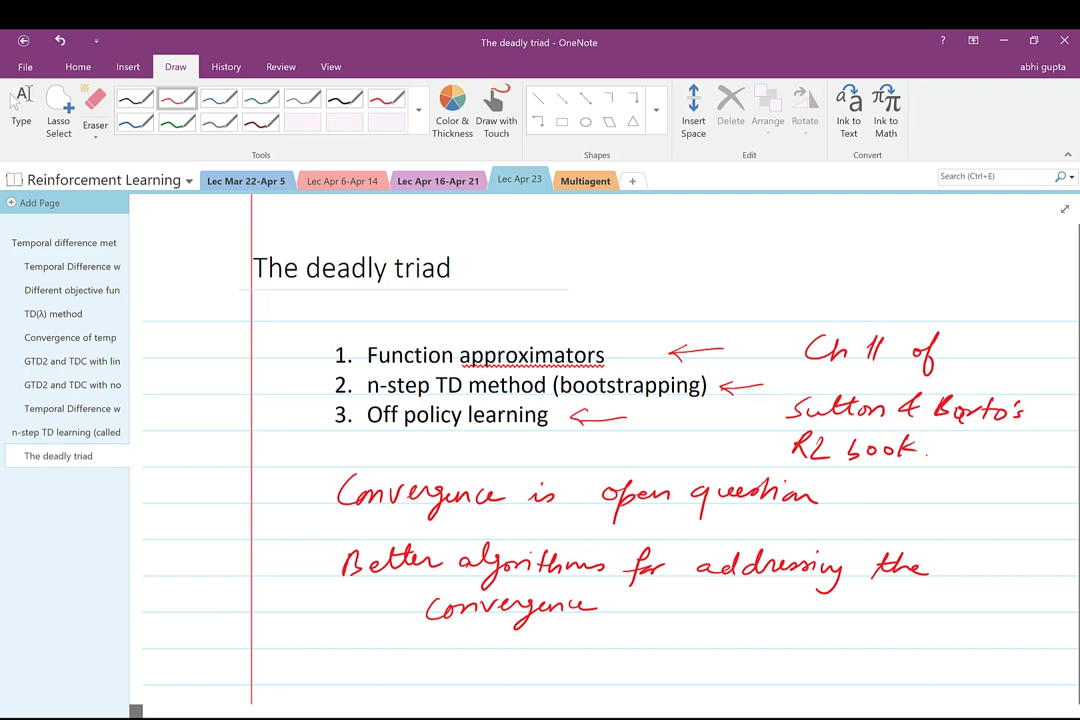 The deadly triad - OneNote
?
File Home Insert Draw History Review View
abhi gupta
Type
Lasso Select
Eraser
Color & Thickness
Draw with Touch
Insert Space
Delete
Arrange
Rotate
Ink to Text
Ink to Math
Tools
Shapes
Edit
Convert
Reinforcement Learning
Lec Mar 22-Apr 5
Lec Apr 6-Apr 14
Lec Apr 16-Apr 21
Lec Apr 23
Multiagent
Search (Ctrl+E)
Add Page
Temporal difference met
Temporal Difference w
Different objective fun
TD(λ) method
Convergence of temp
GTD2 and TDC with lin
GTD2 and TDC with no
Temporal Difference w
n-step TD learning (called
The deadly triad
The deadly triad
1. Function approximators
2. n-step TD method (bootstrapping)
3. Off policy learning
Ch 11 of
Sutton & Barto's
RL book.
Convergence is open question
Better algorithms for addressing the
convergence